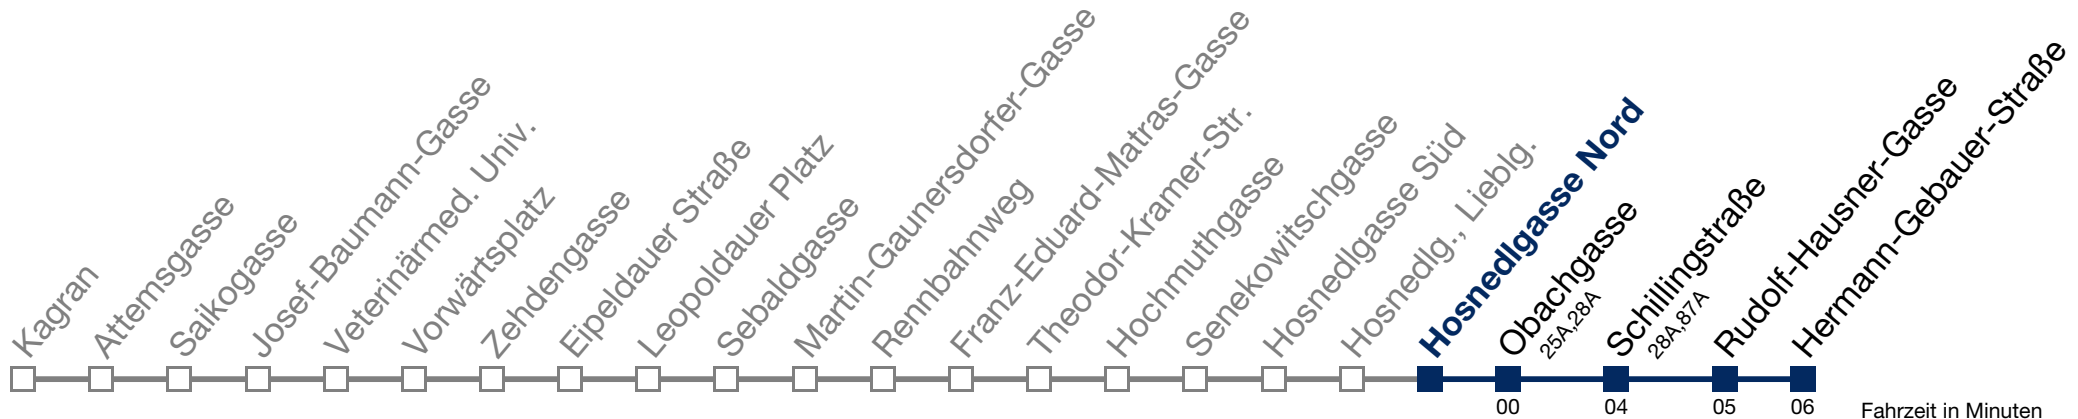 Kagran
Attemsgasse
Saikogasse
Josef-Baumann-Gasse
Veterinärmed. Univ.
Vorwärtsplatz
Zehdengasse
Eipeldauer Straße
Leopoldauer Platz
Sebaldgasse
Martin-Gaunersdorfer-Gasse
Rennbahnweg
Franz-Eduard-Matras-Gasse
Theodor-Kramer-Str.
Hochmuthgasse
Senekowitschgasse
Hosnedlgasse Süd
Hosnedlg., Lieblg.
Hosnedlgasse Nord
Obachgasse
25A,28A
Schillingstraße
28A,87A
Rudolf-Hausner-Gasse
Hermann-Gebauer-Straße
00 04 05 06 Fahrzeit in Minuten